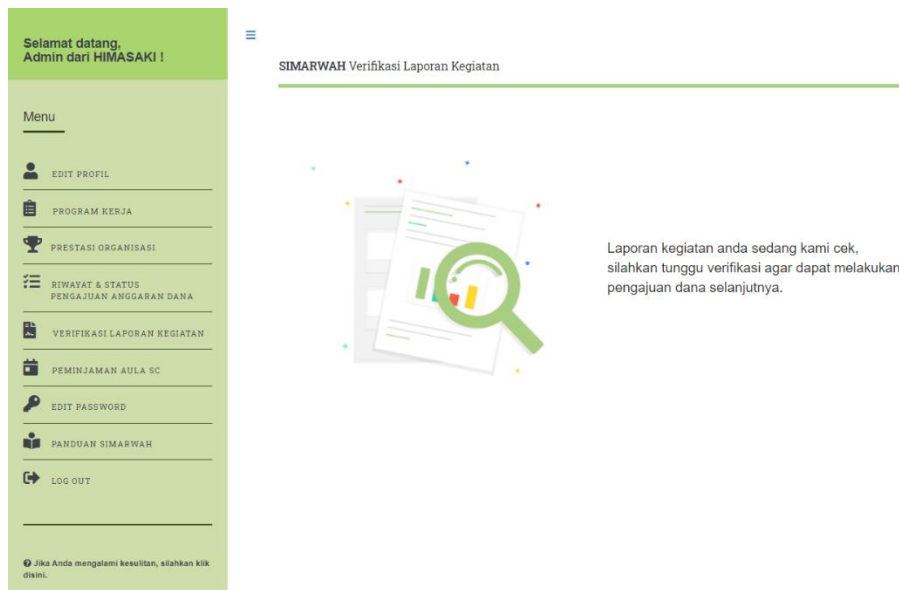 Selamat datang,
Admin dari HIMASAKI !
Menu
EDIT PROFIL
PROGRAM KERJA
PRESTASI ORGANISASI
RIWAYAT & STATUS
PENGAJUAN ANGGARAN DANA
VERIFIKASI LAPORAN KEGIATAN
PEMINJAMAN AULA SC
EDIT PASSWORD
PANDUAN SIMARWAH
LOG OUT
Jika Anda mengalami kesulitan, silahkan klik
disini.
SIMARWAH Verifikasi Laporan Kegiatan
Laporan kegiatan anda sedang kami cek,
silahkan tunggu verifikasi agar dapat melakukan
pengajuan dana selanjutnya.